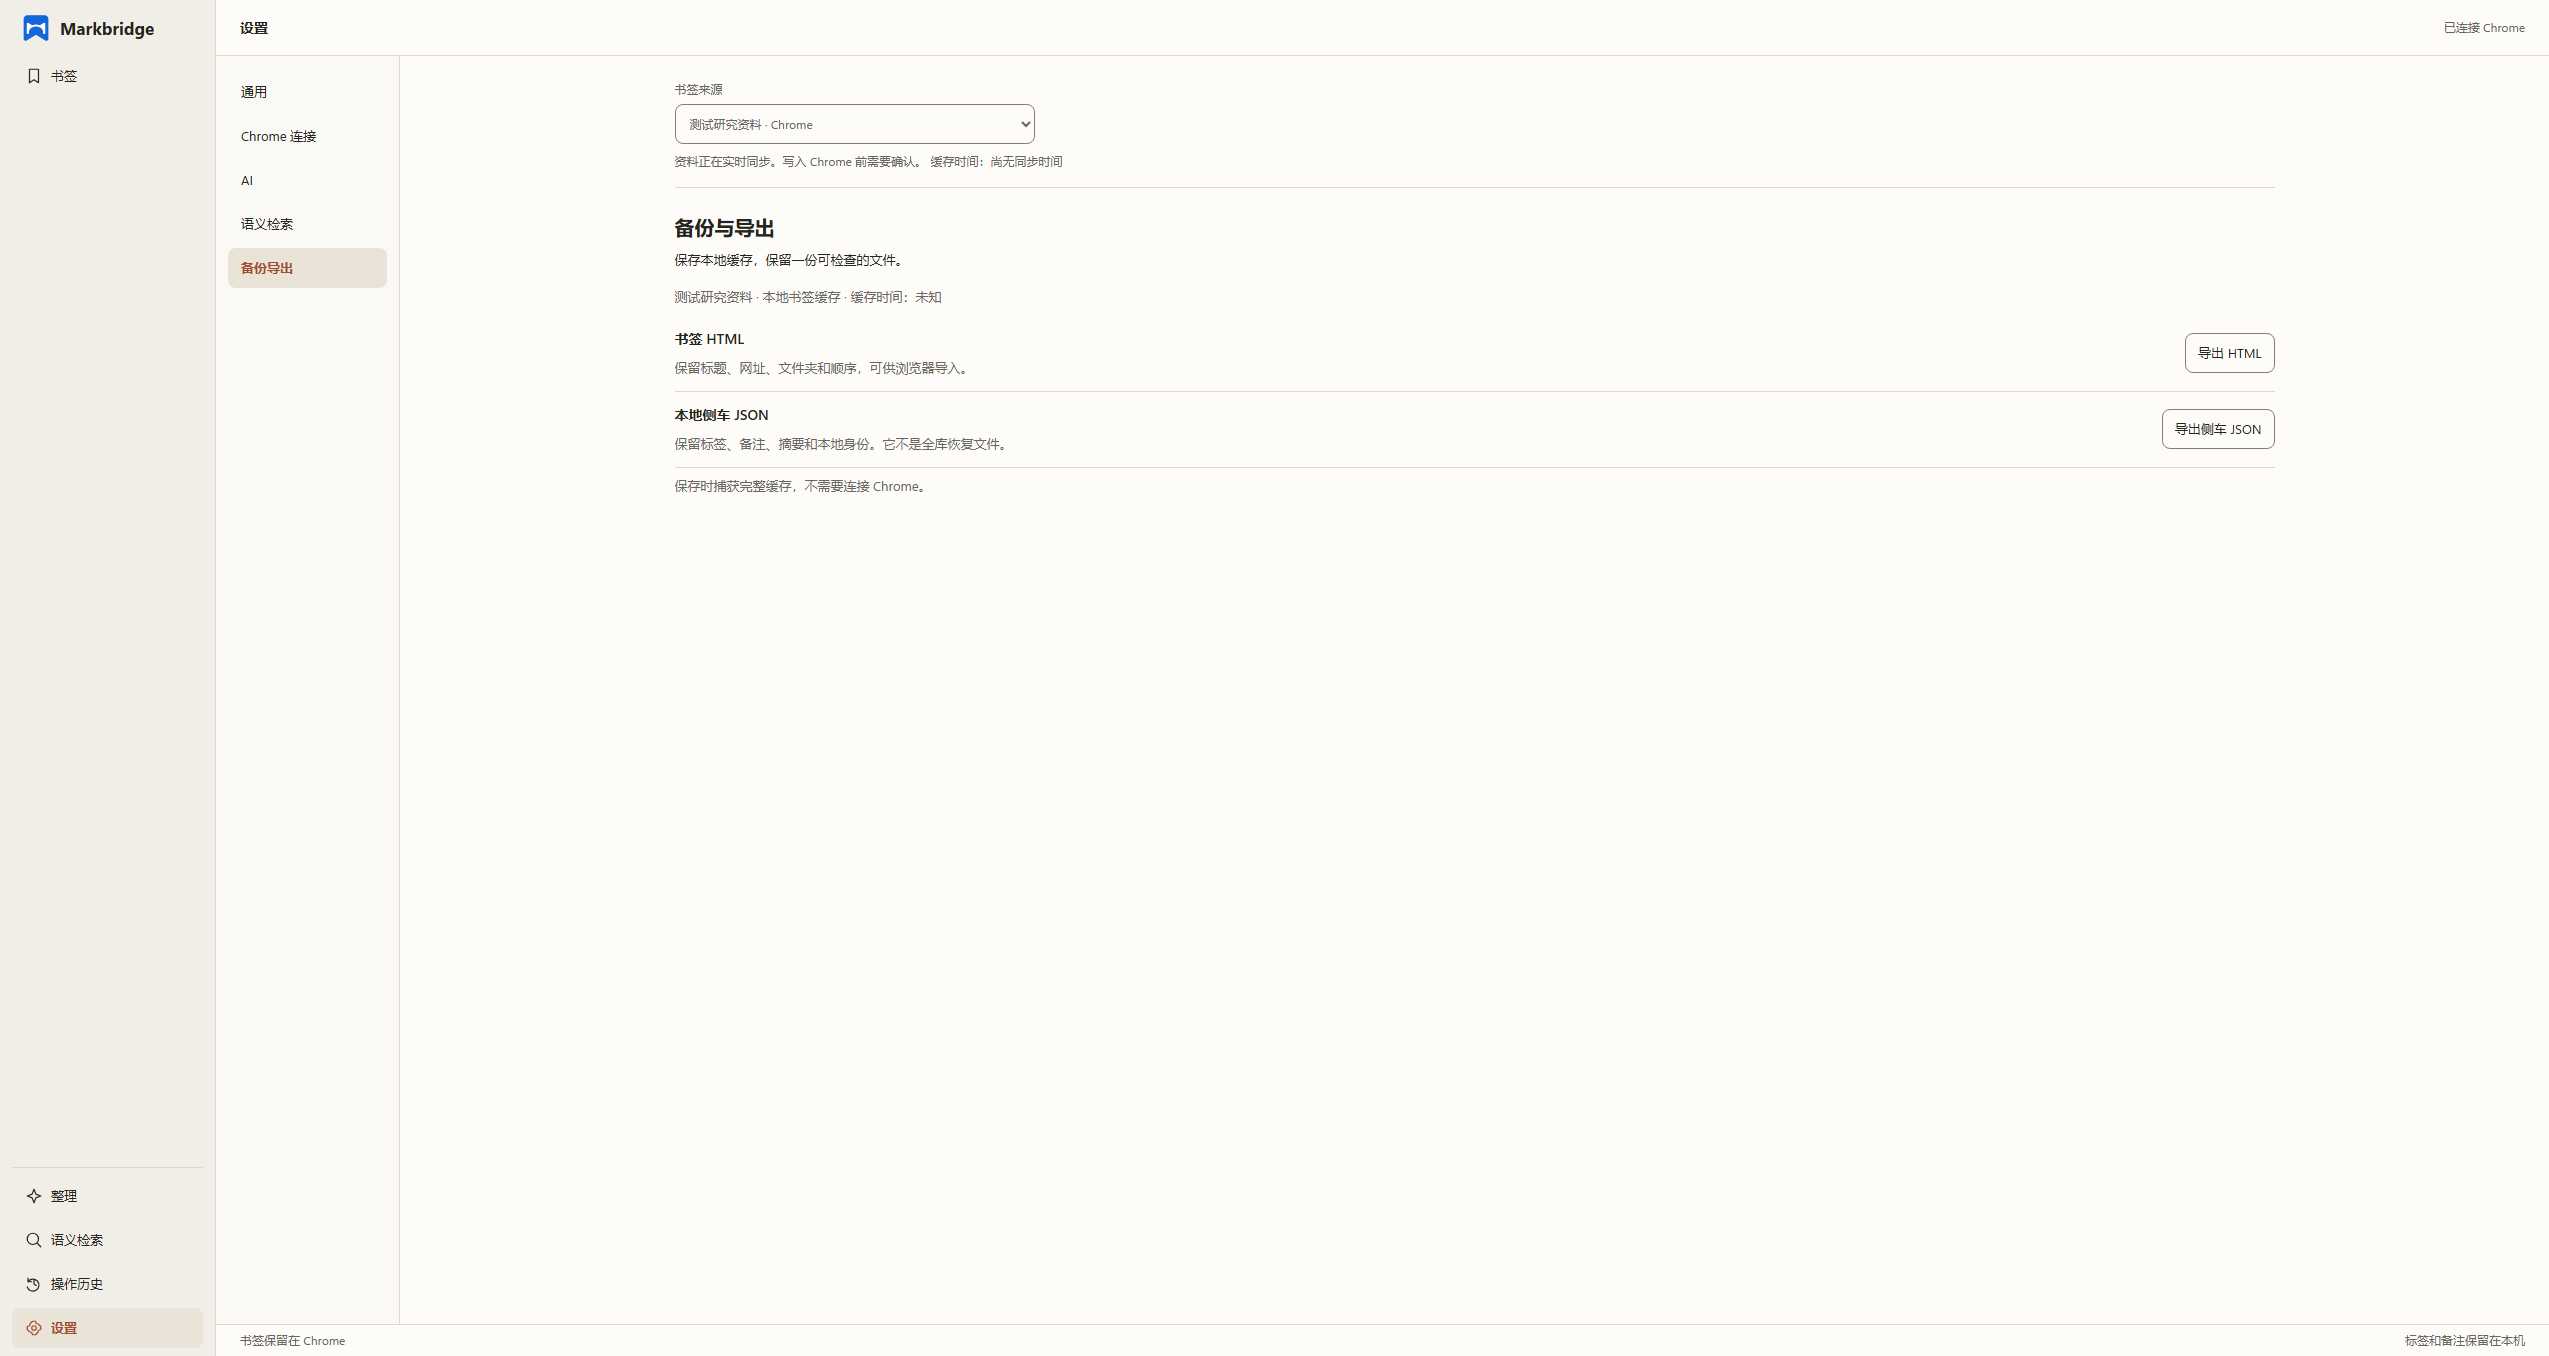 Markbridge
书签
整理
语义检索
操作历史
设置
设置
已连接 Chrome
通用
Chrome 连接
AI
语义检索
备份导出
书签来源
测试研究资料 · Chrome
资料正在实时同步。写入 Chrome 前需要确认。 缓存时间：尚无同步时间
备份与导出
保存本地缓存，保留一份可检查的文件。
测试研究资料 · 本地书签缓存 · 缓存时间：未知
书签 HTML
保留标题、网址、文件夹和顺序，可供浏览器导入。
导出 HTML
本地侧车 JSON
保留标签、备注、摘要和本地身份。它不是全库恢复文件。
导出侧车 JSON
保存时捕获完整缓存，不需要连接 Chrome。
书签保留在 Chrome
标签和备注保留在本机